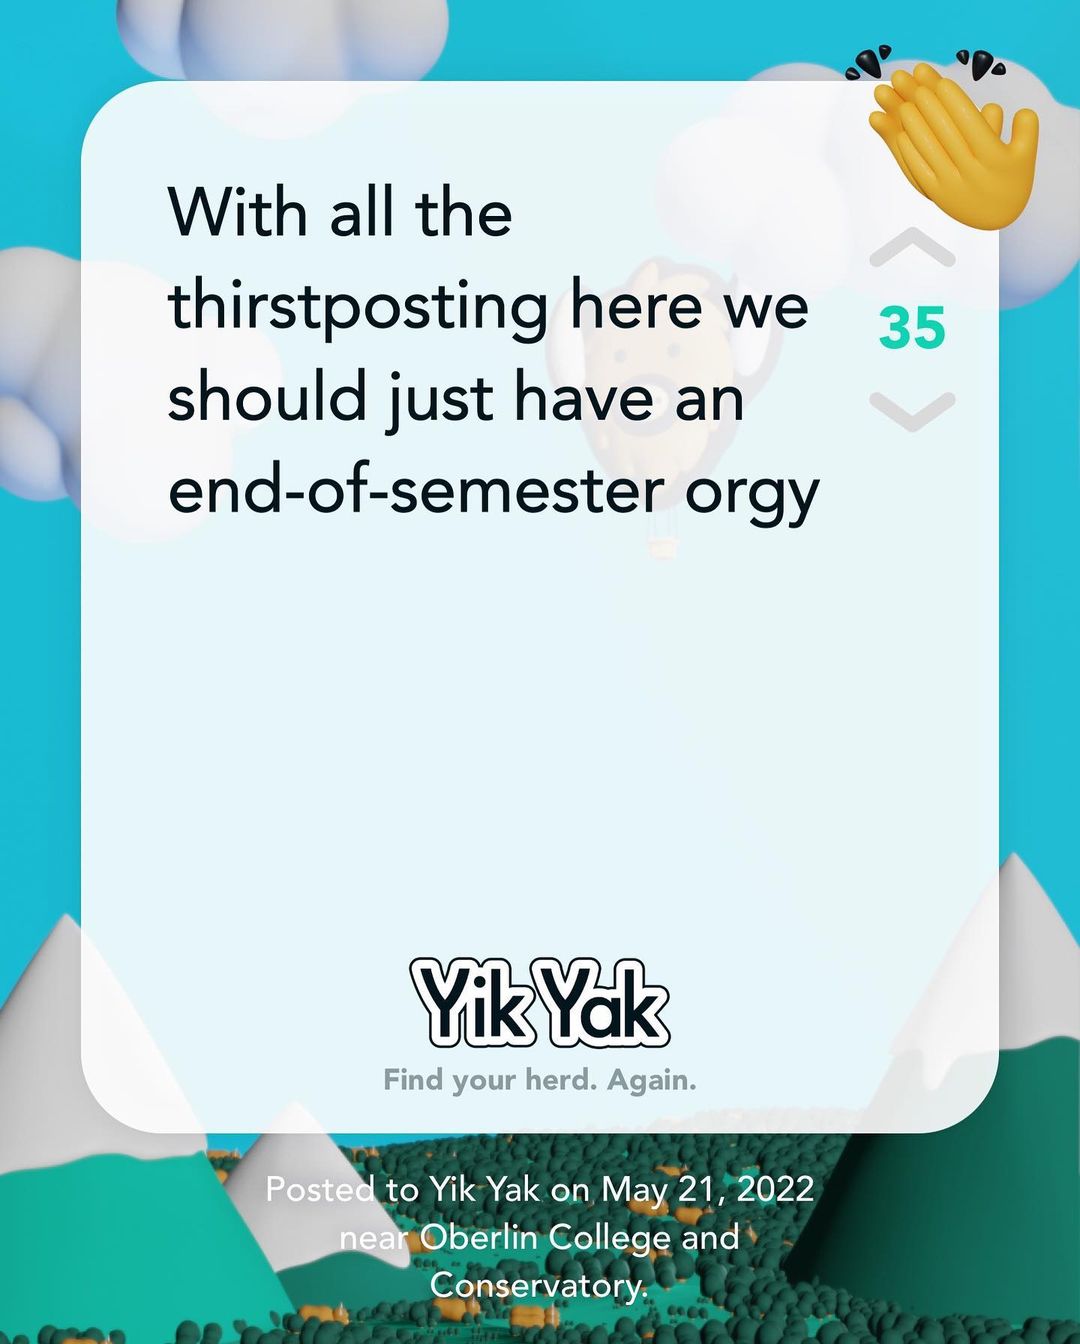 With all the
thirstposting here we
should just have an
end-of-semester orgy
35
Yik Yak
Find your herd. Again.
Posted to Yik Yak on May 21, 2022
near Oberlin College and
Conservatory.